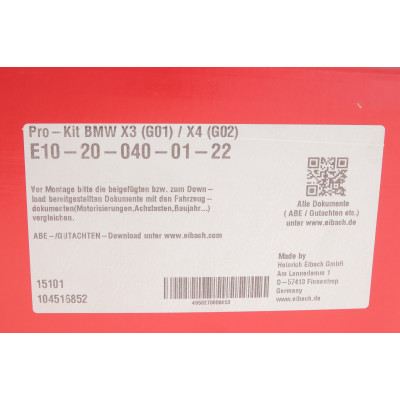 Pro-Kit BMW X3 (G01) / X4 (G02)
E10-20-040-01-22
Vor Montage bitte die beigefügten bzw. zum Down-
load bereitgestellten Dokumente mit den Fahrzeug-
dokumenten(Motorisierungen,Achslasten,Baujahr...)
vergleichen.
ABE-/GUTACHTEN-Download unter www.eibach.com
Alle Dokumente
( ABE / Gutachten etc.)
unter www.eibach.com
Made by
Heinrich Eibach GmbH
Am Lennedamm 1
D-57413 Finnentrop
Germany
www.eibach.de
15101
104516852